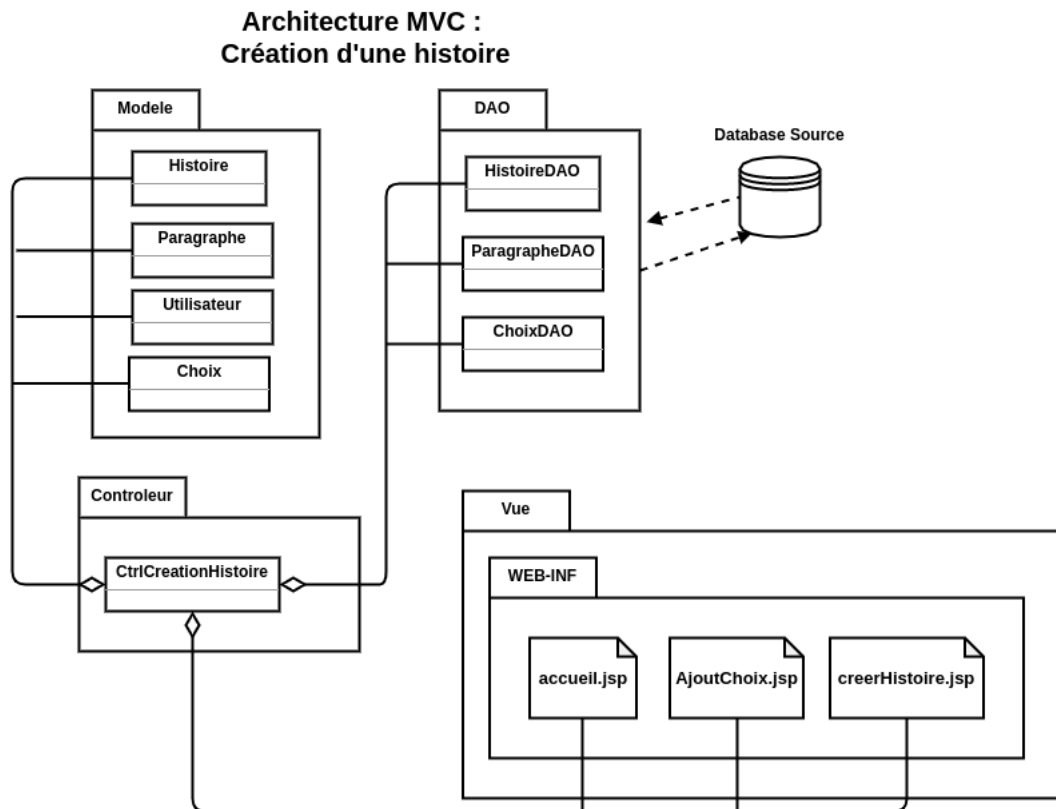 Architecture MVC :
Création d'une histoire
Modele
Histoire
Paragraphe
Utilisateur
Choix
DAO
HistoireDAO
ParagrapheDAO
ChoixDAO
Database Source
Controleur
CtrlCreationHistoire
Vue
WEB-INF
accueil.jsp
AjoutChoix.jsp
creerHistoire.jsp